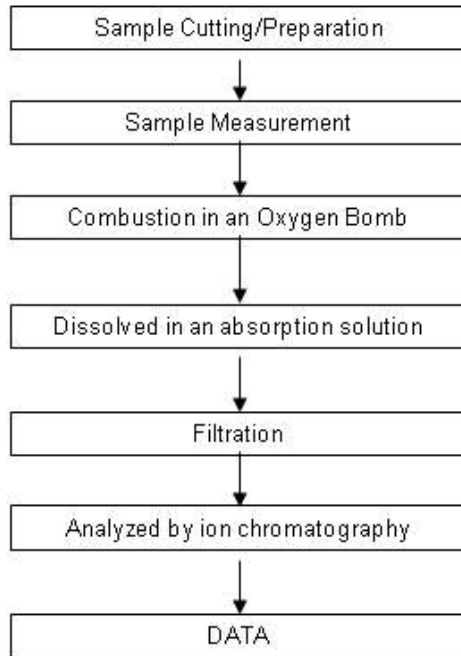 Sample Cutting/Preparation
Sample Measurement
Combustion in an Oxygen Bomb
Dissolved in an absorption solution
Filtration
Analyzed by ion chromatography
DATA